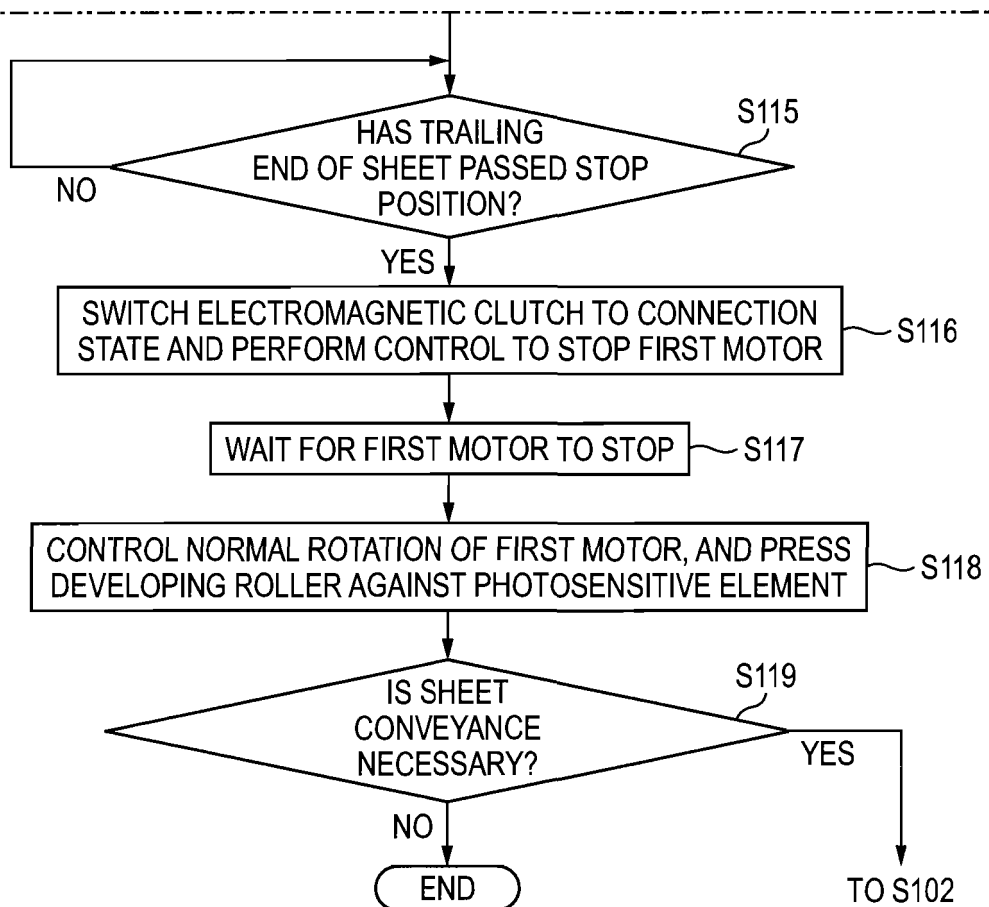 HAS TRAILING
END OF SHEET PASSED STOP
POSITION?
S115
NO
YES
SWITCH ELECTROMAGNETIC CLUTCH TO CONNECTION
STATE AND PERFORM CONTROL TO STOP FIRST MOTOR
S116
WAIT FOR FIRST MOTOR TO STOP
S117
CONTROL NORMAL ROTATION OF FIRST MOTOR, AND PRESS
DEVELOPING ROLLER AGAINST PHOTOSENSITIVE ELEMENT
S118
IS SHEET
CONVEYANCE
NECESSARY?
S119
YES
NO
END
TO S102